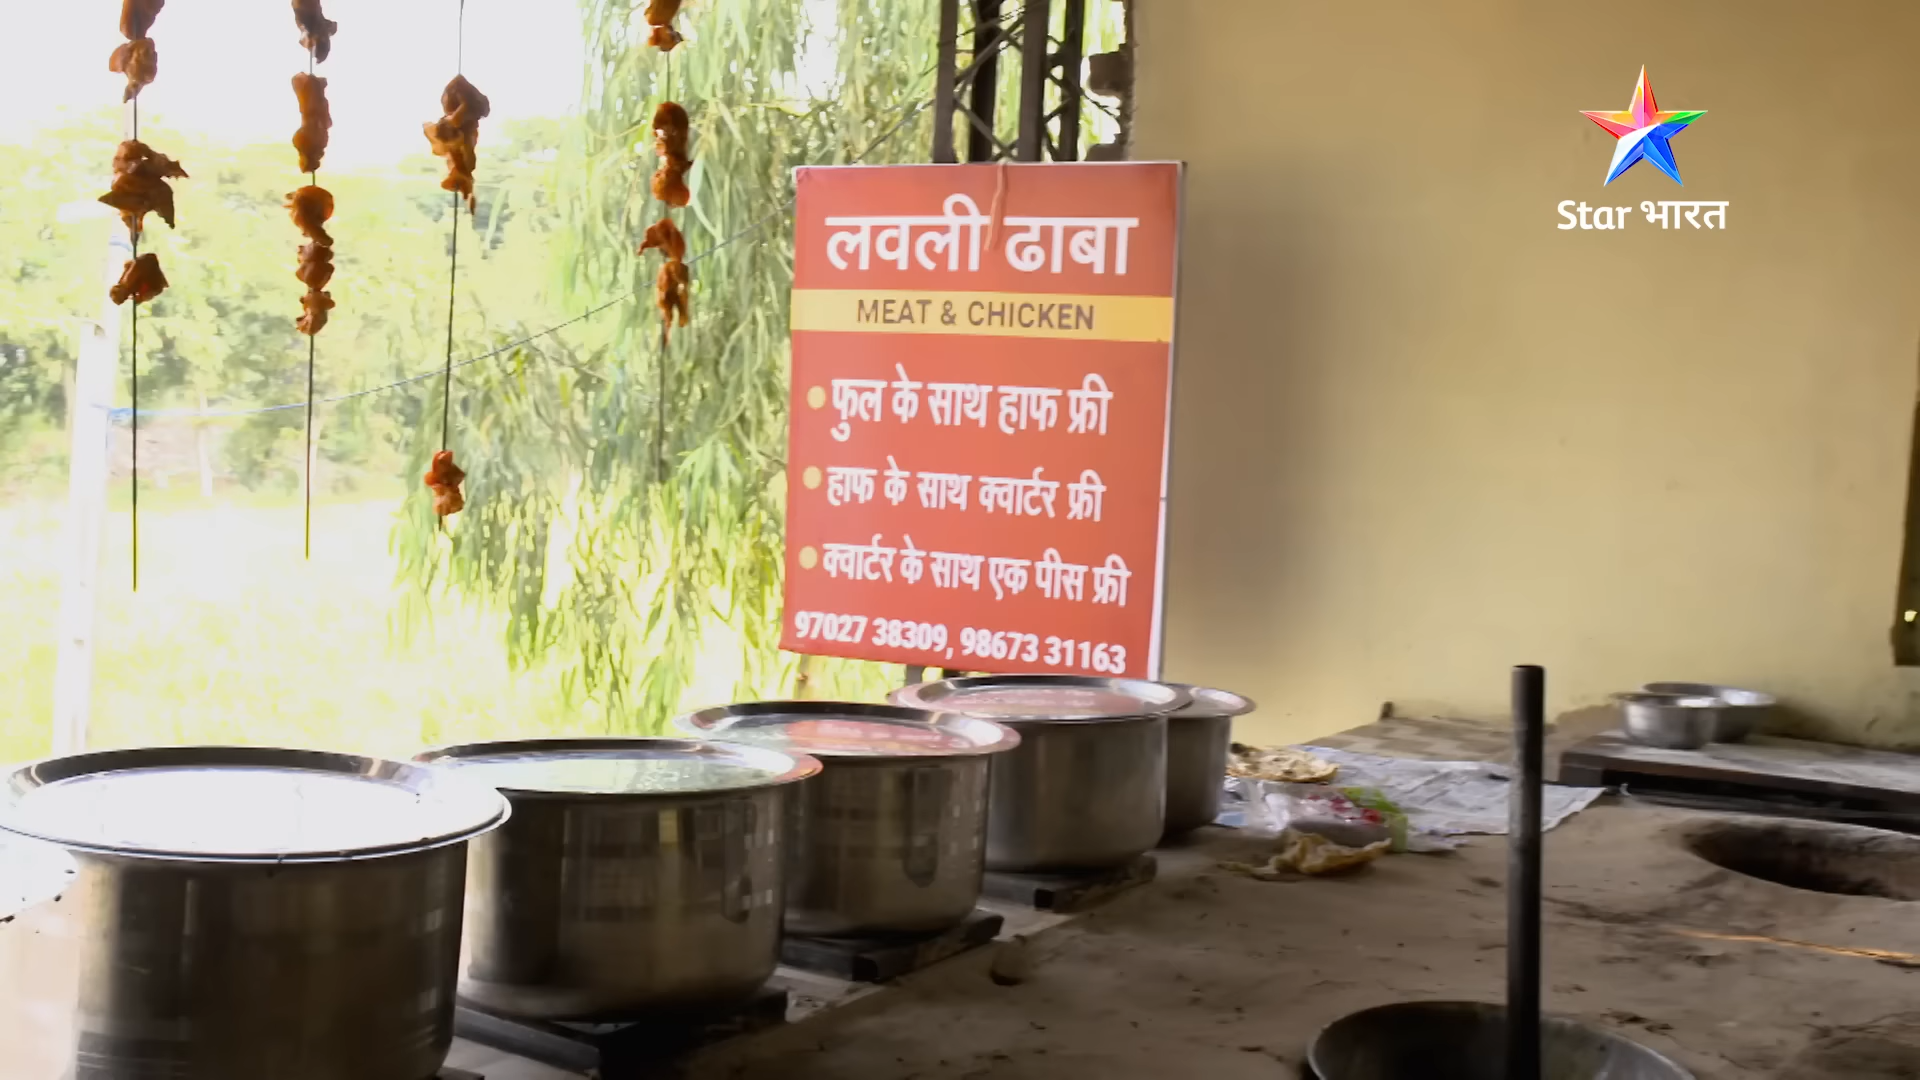 Star भारत
लवली ढाबा
MEAT & CHICKEN
• फुल के साथ हाफ फ्री
• हाफ के साथ क्वार्टर फ्री
• क्वार्टर के साथ एक पीस फ्री
97027 38309, 98673 31163